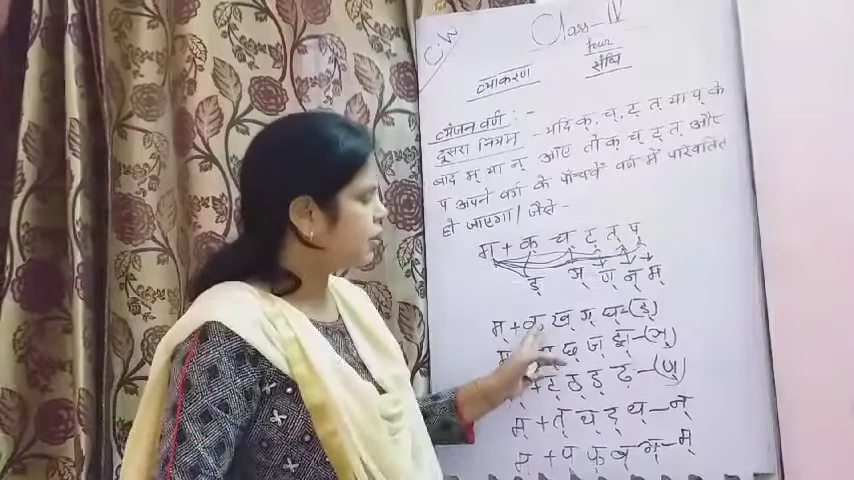 C.W
Class - IV
four
संधि
व्याकरण
व्यंजन वर्ण :-
दूसरा नियम - यदि क्, च्, ट् त् या प् के
बाद म् या न् आए तो क् च् ट् त् और
प् अपने वर्ग के पाँचवें वर्ण में परिवर्तित
हो जाएगा। जैसे -
म + क च् ट् त् प्
ङ् ञ् ण् न् म्
म् + क् ख् ग् घ् - (ङ्)
छ् ज् झ् - (ञ्)
+ ट् ठ् ड् ढ् - (ण्)
म् + त् थ् द् ध् - न्
म् + प फ् ब् भ् - म्